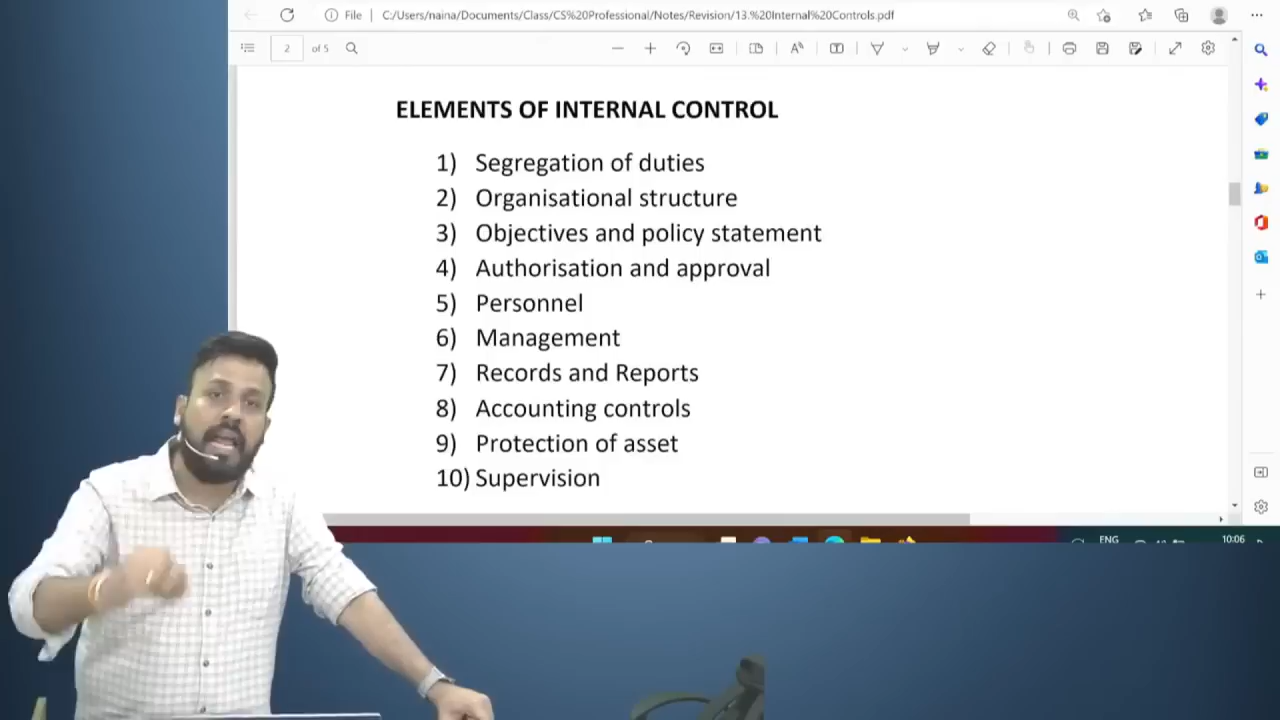 File
C:/Users/naina/Documents/Class/CS%20Professional/Notes/Revision/13.%20Internal%20Controls.pdf
2 of 5
ELEMENTS OF INTERNAL CONTROL
1) Segregation of duties
2) Organisational structure
3) Objectives and policy statement
4) Authorisation and approval
5) Personnel
6) Management
7) Records and Reports
8) Accounting controls
9) Protection of asset
10) Supervision
ENG
10:06